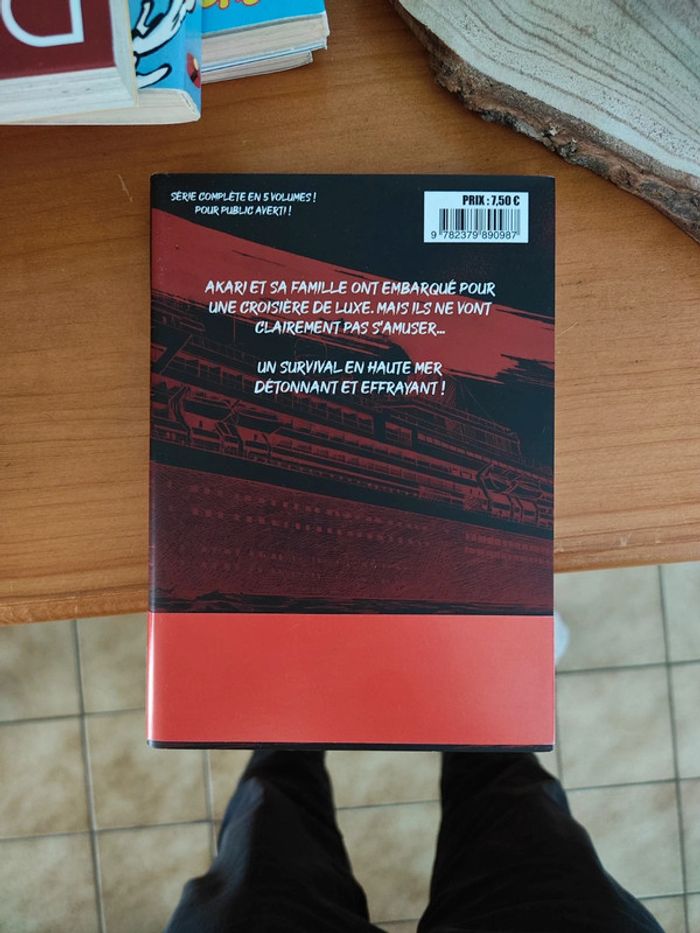 D
SÉRIE COMPLÈTE EN 5 VOLUMES !
POUR PUBLIC AVERTI !
PRIX : 7,50 €
9 782379 890987
AKARI ET SA FAMILLE ONT EMBARQUÉ POUR
UNE CROISIÈRE DE LUXE. MAIS ILS NE VONT
CLAIREMENT PAS S'AMUSER...
UN SURVIVAL EN HAUTE MER
DÉTONNANT ET EFFRAYANT !